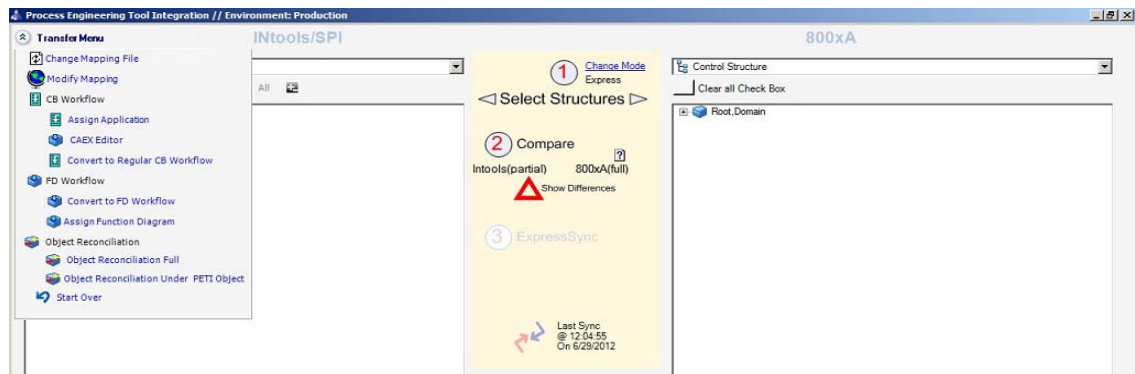 Process Engineering Tool Integration // Environment: Production
Transfer Menu
INtools/SPI
800xA
Change Mapping File
Modify Mapping
CB Workflow
Assign Application
CAEX Editor
Convert to Regular CB Workflow
FD Workflow
Convert to FD Workflow
Assign Function Diagram
Object Reconciliation
Object Reconciliation Full
Object Reconciliation Under PETI Object
Start Over
All
1
Change Mode
Express
Select Structures
2
Compare
?
Intools(partial) 800xA(full)
Show Differences
3
ExpressSync
Last Sync
@ 12:04:55
On 6/29/2012
Control Structure
Clear all Check Box
Root,Domain